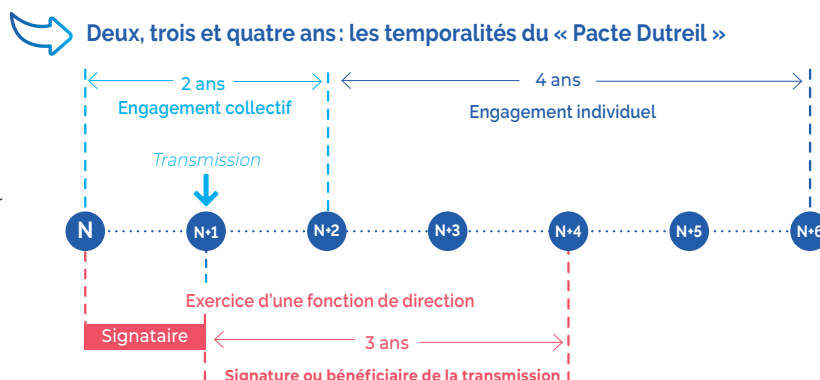 Deux, trois et quatre ans : les temporalités du « Pacte Dutreil »
2 ans
4 ans
Engagement collectif
Engagement individuel
Transmission
N
N+1
N+2
N+3
N+4
N+5
N+6
Exercice d’une fonction de direction
Signataire
3 ans
Signature ou bénéficiaire de la transmission